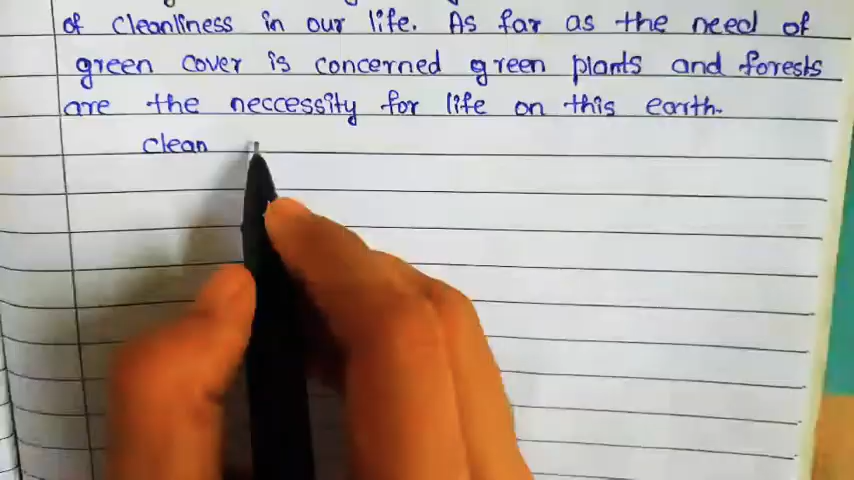 of cleanliness in our life. As far as the need of
green cover is concerned green plants and forests
are the neccessity for life on this earth.
clean